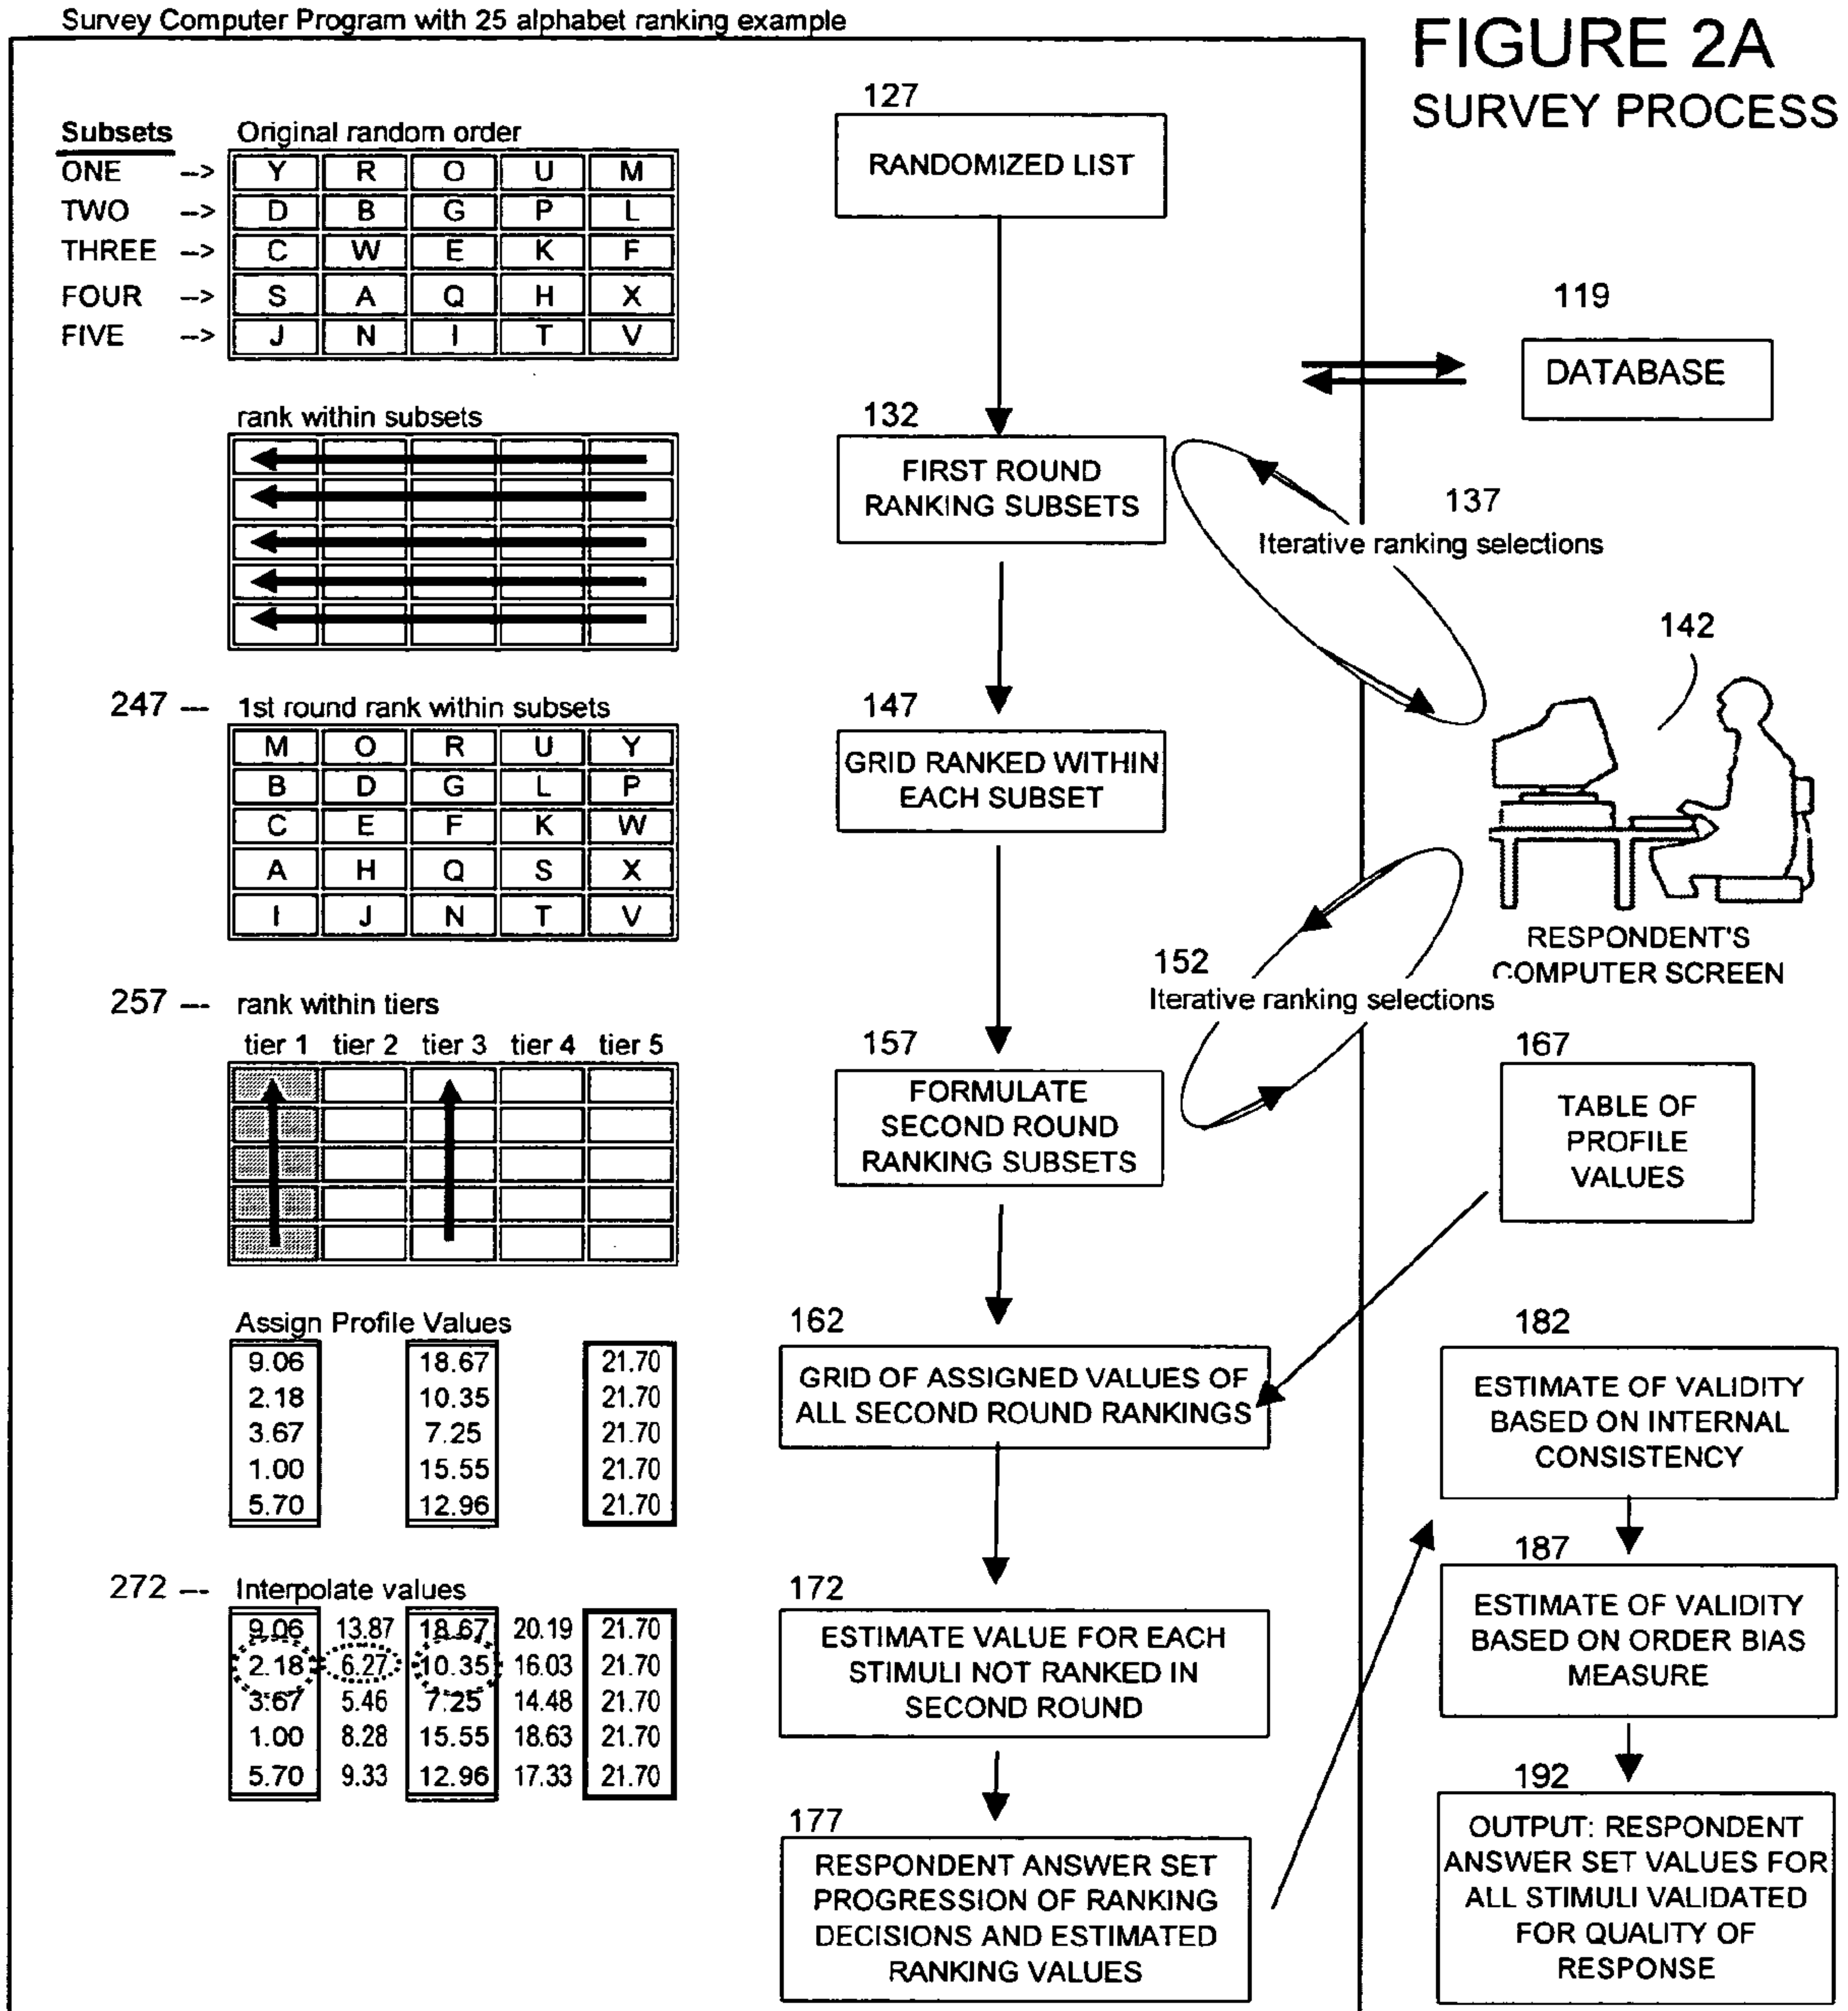 Survey Computer Program with 25 alphabet ranking example
FIGURE 2A
SURVEY PROCESS
Subsets Original random order
ONE --> Y R O U M
TWO --> D B G P L
THREE --> C W E K F
FOUR --> S A Q H X
FIVE --> J N I T V
rank within subsets
247 -- 1st round rank within subsets
M O R U Y
B D G L P
C E F K W
A H Q S X
I J N T V
257 -- rank within tiers
tier 1 tier 2 tier 3 tier 4 tier 5
Assign Profile Values
9.06 18.67 21.70
2.18 10.35 21.70
3.67 7.25 21.70
1.00 15.55 21.70
5.70 12.96 21.70
272 -- Interpolate values
9.06 13.87 18.67 20.19 21.70
2.18 6.27 10.35 16.03 21.70
3.67 5.46 7.25 14.48 21.70
1.00 8.28 15.55 18.63 21.70
5.70 9.33 12.96 17.33 21.70
127
RANDOMIZED LIST
119
DATABASE
132
FIRST ROUND
RANKING SUBSETS
137
Iterative ranking selections
142
RESPONDENT'S
COMPUTER SCREEN
147
GRID RANKED WITHIN
EACH SUBSET
152
Iterative ranking selections
157
FORMULATE
SECOND ROUND
RANKING SUBSETS
167
TABLE OF
PROFILE
VALUES
162
GRID OF ASSIGNED VALUES OF
ALL SECOND ROUND RANKINGS
172
ESTIMATE VALUE FOR EACH
STIMULI NOT RANKED IN
SECOND ROUND
177
RESPONDENT ANSWER SET
PROGRESSION OF RANKING
DECISIONS AND ESTIMATED
RANKING VALUES
182
ESTIMATE OF VALIDITY
BASED ON INTERNAL
CONSISTENCY
187
ESTIMATE OF VALIDITY
BASED ON ORDER BIAS
MEASURE
192
OUTPUT: RESPONDENT
ANSWER SET VALUES FOR
ALL STIMULI VALIDATED
FOR QUALITY OF
RESPONSE